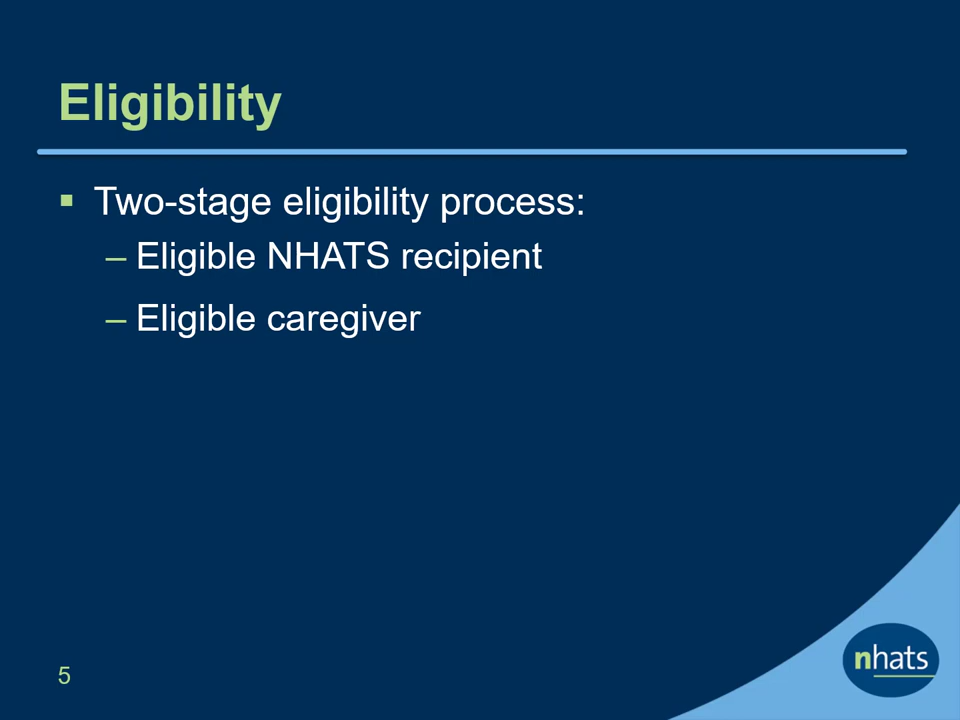 Eligibility
▪ Two-stage eligibility process:
– Eligible NHATS recipient
– Eligible caregiver
5
nhats